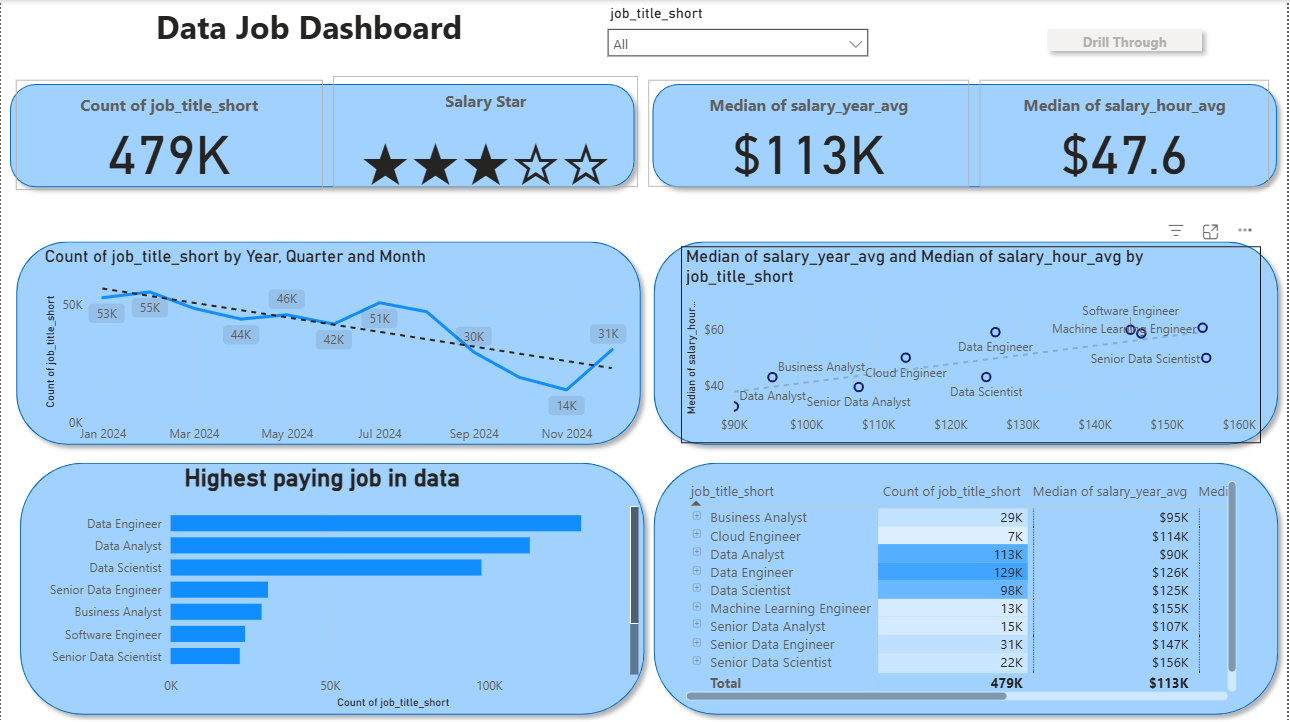 Data Job Dashboard
job_title_short
All
Drill Through
Count of job_title_short
479K
Salary Star
★★★☆☆
Median of salary_year_avg
$113K
Median of salary_hour_avg
$47.6
Count of job_title_short by Year, Quarter and Month
Count of job_title_short
50K
0K
53K
55K
44K
46K
42K
51K
30K
14K
31K
Jan 2024
Mar 2024
May 2024
Jul 2024
Sep 2024
Nov 2024
Median of salary_year_avg and Median of salary_hour_avg by
job_title_short
Median of salary_hour_...
$60
$40
Software Engineer
Machine Learning Engineer
Data Engineer
Senior Data Scientist
Business Analyst
Cloud Engineer
Data Scientist
Data Analyst
Senior Data Analyst
$90K
$100K
$110K
$120K
$130K
$140K
$150K
$160K
Highest paying job in data
Data Engineer
Data Analyst
Data Scientist
Senior Data Engineer
Business Analyst
Software Engineer
Senior Data Scientist
0K
50K
100K
Count of job_title_short
job_title_short Count of job_title_short Median of salary_year_avg Medi
Business Analyst 29K $95K
Cloud Engineer 7K $114K
Data Analyst 113K $90K
Data Engineer 129K $126K
Data Scientist 98K $125K
Machine Learning Engineer 13K $155K
Senior Data Analyst 15K $107K
Senior Data Engineer 31K $147K
Senior Data Scientist 22K $156K
Total 479K $113K